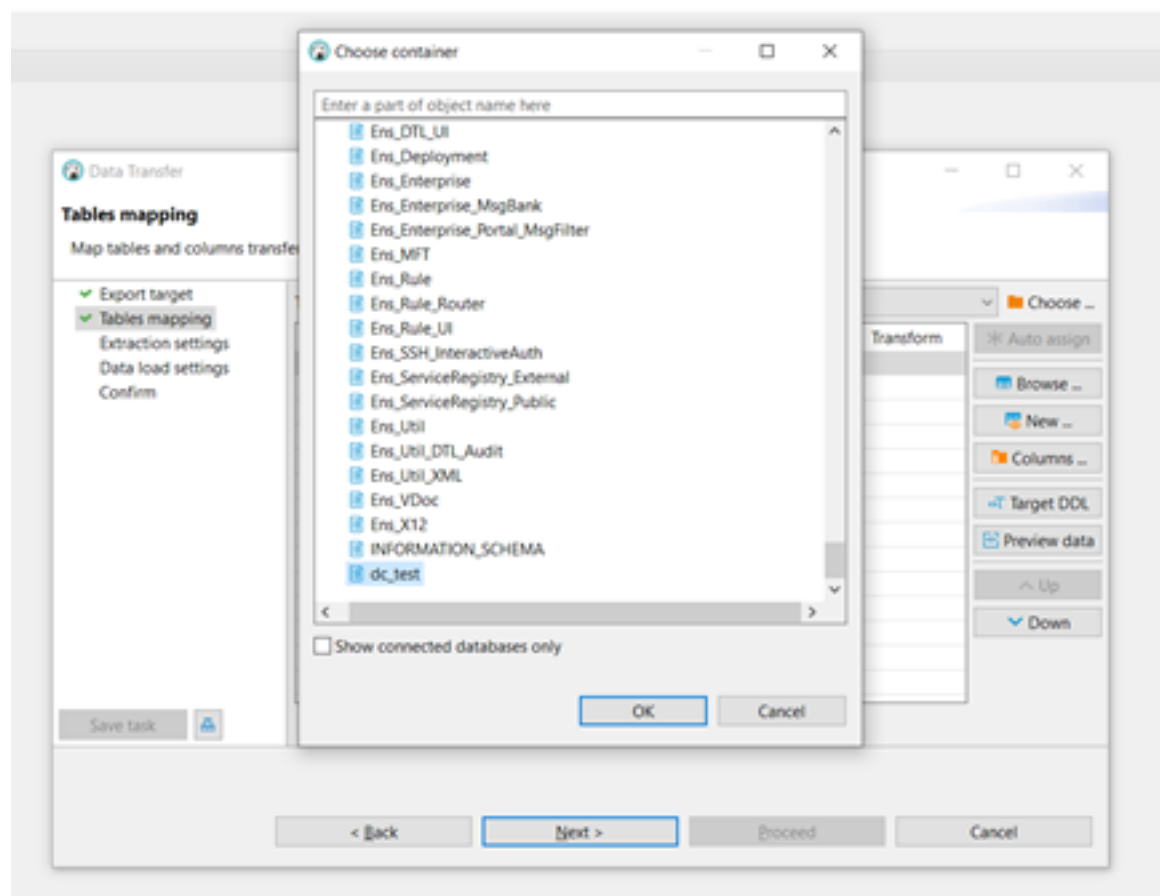 Choose container
Enter a part of object name here
Ens_DTL_UI
Ens_Deployment
Ens_Enterprise
Ens_Enterprise_MsgBank
Ens_Enterprise_Portal_MsgFilter
Ens_MFT
Ens_Rule
Ens_Rule_Router
Ens_Rule_UI
Ens_SSH_InteractiveAuth
Ens_ServiceRegistry_External
Ens_ServiceRegistry_Public
Ens_Util
Ens_Util_DTL_Audit
Ens_Util_XML
Ens_VDoc
Ens_X12
INFORMATION_SCHEMA
dc_test
Show connected databases only
OK
Cancel
Data Transfer
Tables mapping
Map tables and columns transfe
Export target
Tables mapping
Extraction settings
Data load settings
Confirm
Save task
Choose ...
Transform
Auto assign
Browse ...
New ...
Columns ...
Target DDL
Preview data
Up
Down
< Back
Next >
Proceed
Cancel